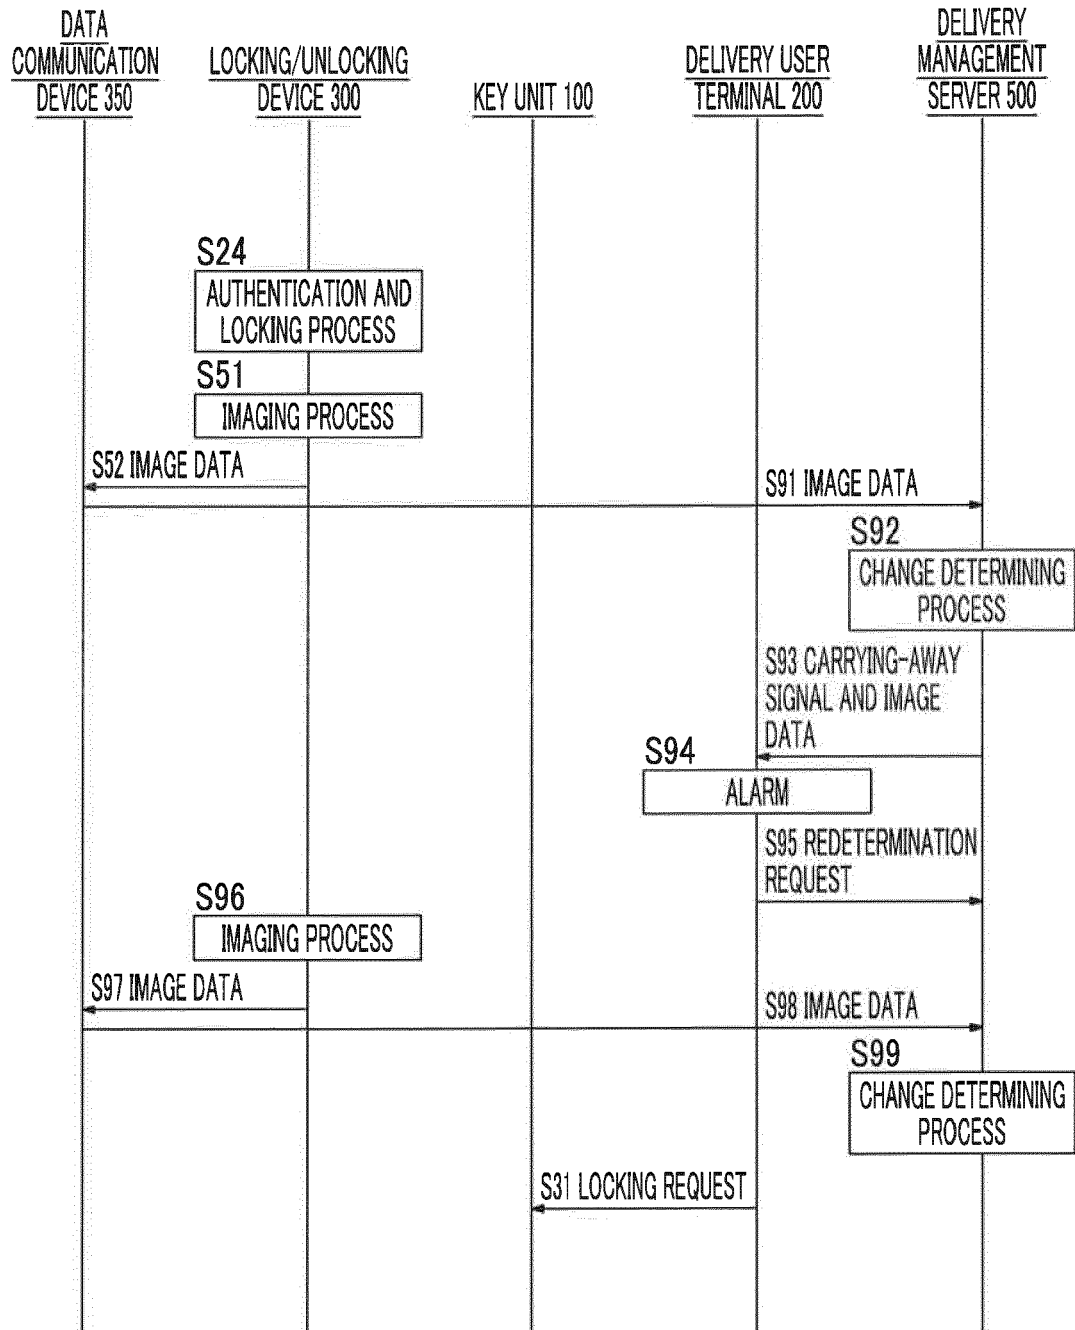 DATA
COMMUNICATION
DEVICE 350
LOCKING/UNLOCKING
DEVICE 300
KEY UNIT 100
DELIVERY USER
TERMINAL 200
DELIVERY
MANAGEMENT
SERVER 500
S24
AUTHENTICATION AND
LOCKING PROCESS
S51
IMAGING PROCESS
S52 IMAGE DATA
S91 IMAGE DATA
S92
CHANGE DETERMINING
PROCESS
S93 CARRYING-AWAY
SIGNAL AND IMAGE
DATA
S94
ALARM
S95 REDETERMINATION
REQUEST
S96
IMAGING PROCESS
S97 IMAGE DATA
S98 IMAGE DATA
S99
CHANGE DETERMINING
PROCESS
S31 LOCKING REQUEST